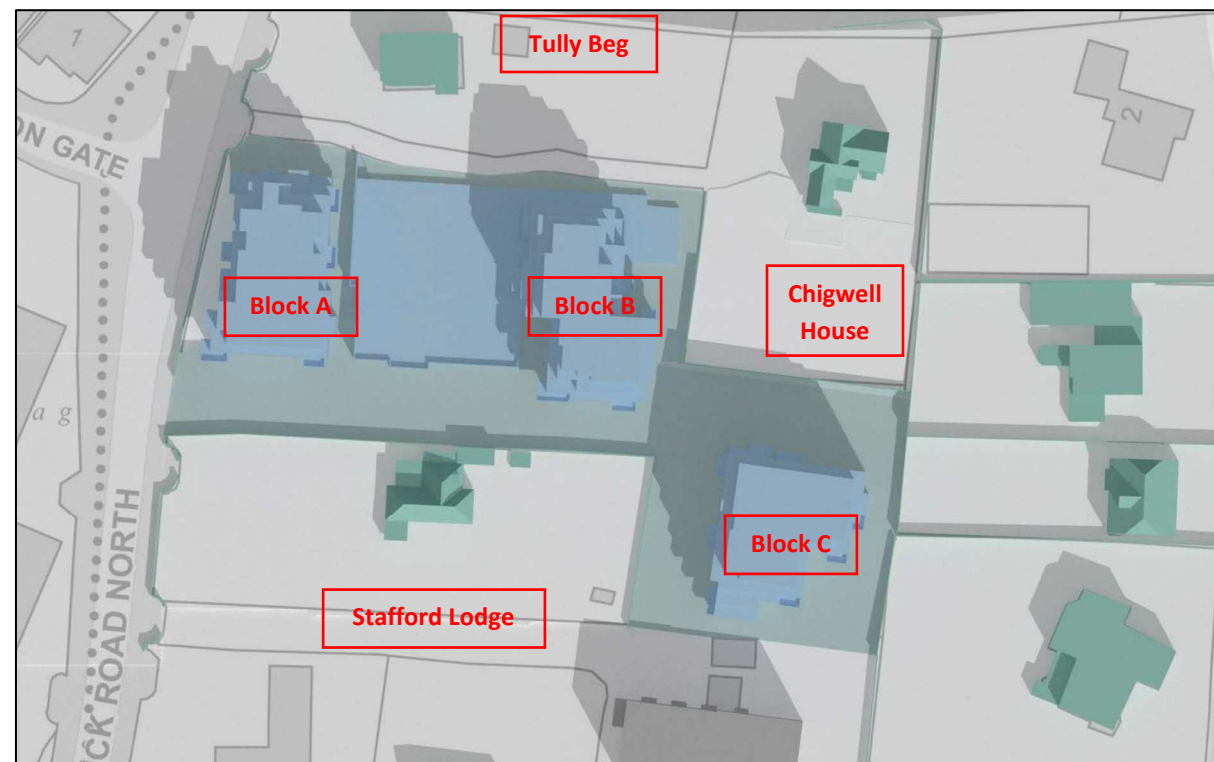 1
Tully Beg
2
ON GATE
Block A
Block B
Chigwell
House
a g
Block C
Stafford Lodge
CK ROAD NORTH